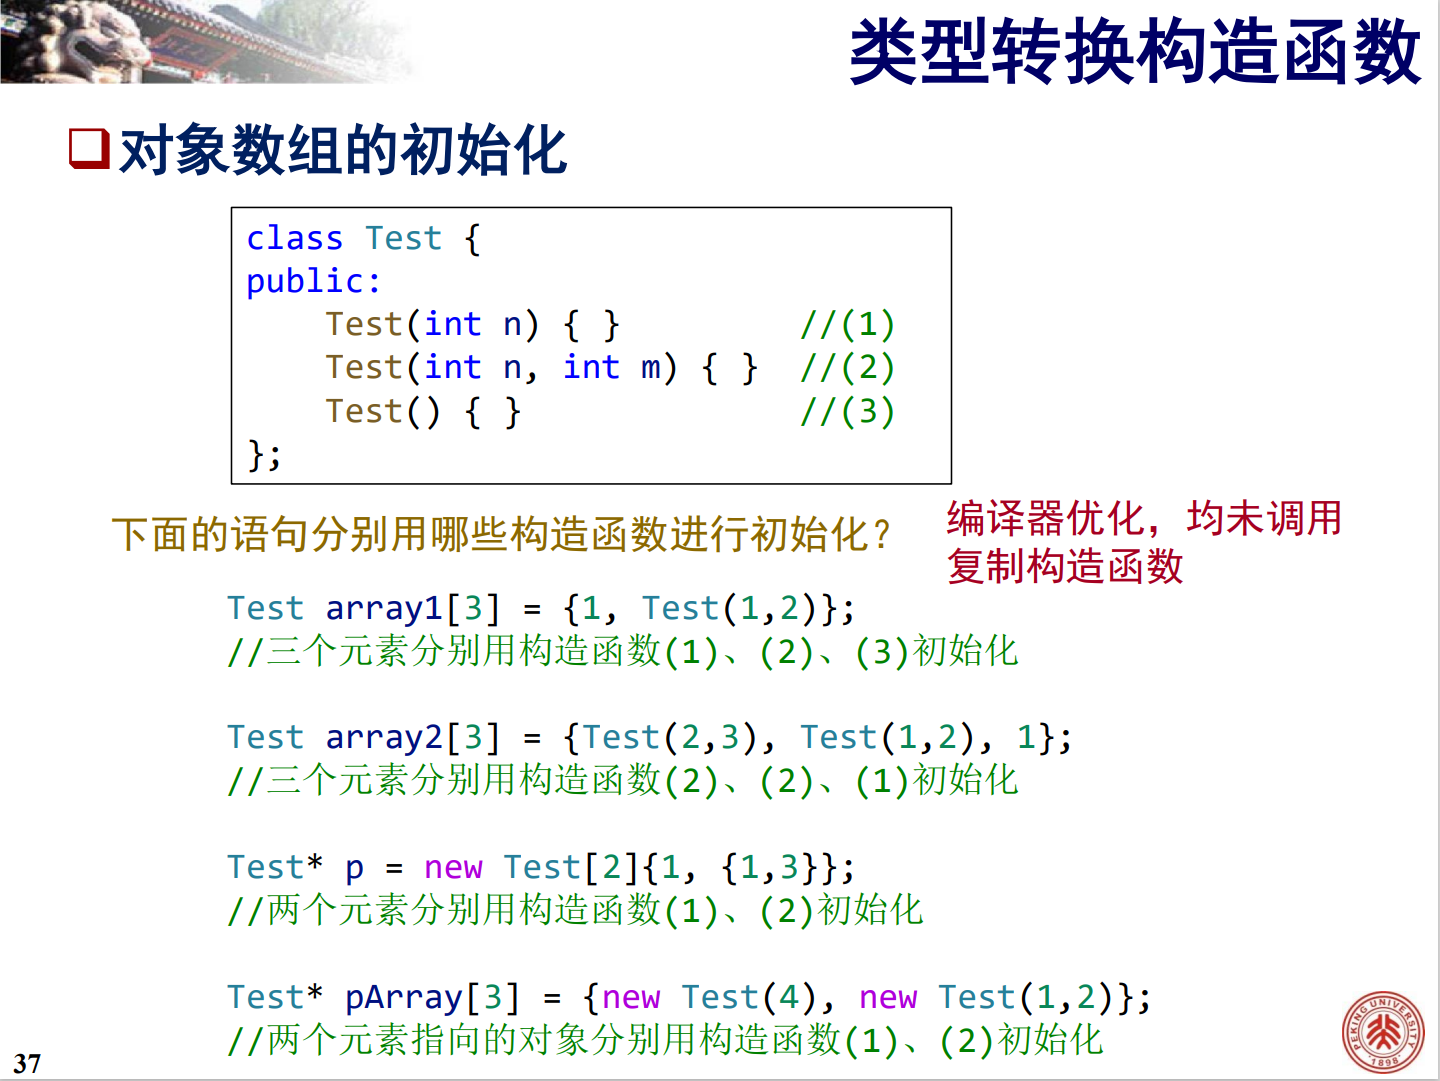 类型转换构造函数
对象数组的初始化
class Test {
public:
    Test(int n) { }         //(1)
    Test(int n, int m) { }  //(2)
    Test() { }              //(3)
};
下面的语句分别用哪些构造函数进行初始化?
编译器优化，均未调用
复制构造函数
Test array1[3] = {1, Test(1,2)};
//三个元素分别用构造函数(1)、(2)、(3)初始化
Test array2[3] = {Test(2,3), Test(1,2), 1};
//三个元素分别用构造函数(2)、(2)、(1)初始化
Test* p = new Test[2]{1, {1,3}};
//两个元素分别用构造函数(1)、(2)初始化
Test* pArray[3] = {new Test(4), new Test(1,2)};
//两个元素指向的对象分别用构造函数(1)、(2)初始化
37
PEKING UNIVERSITY
1898